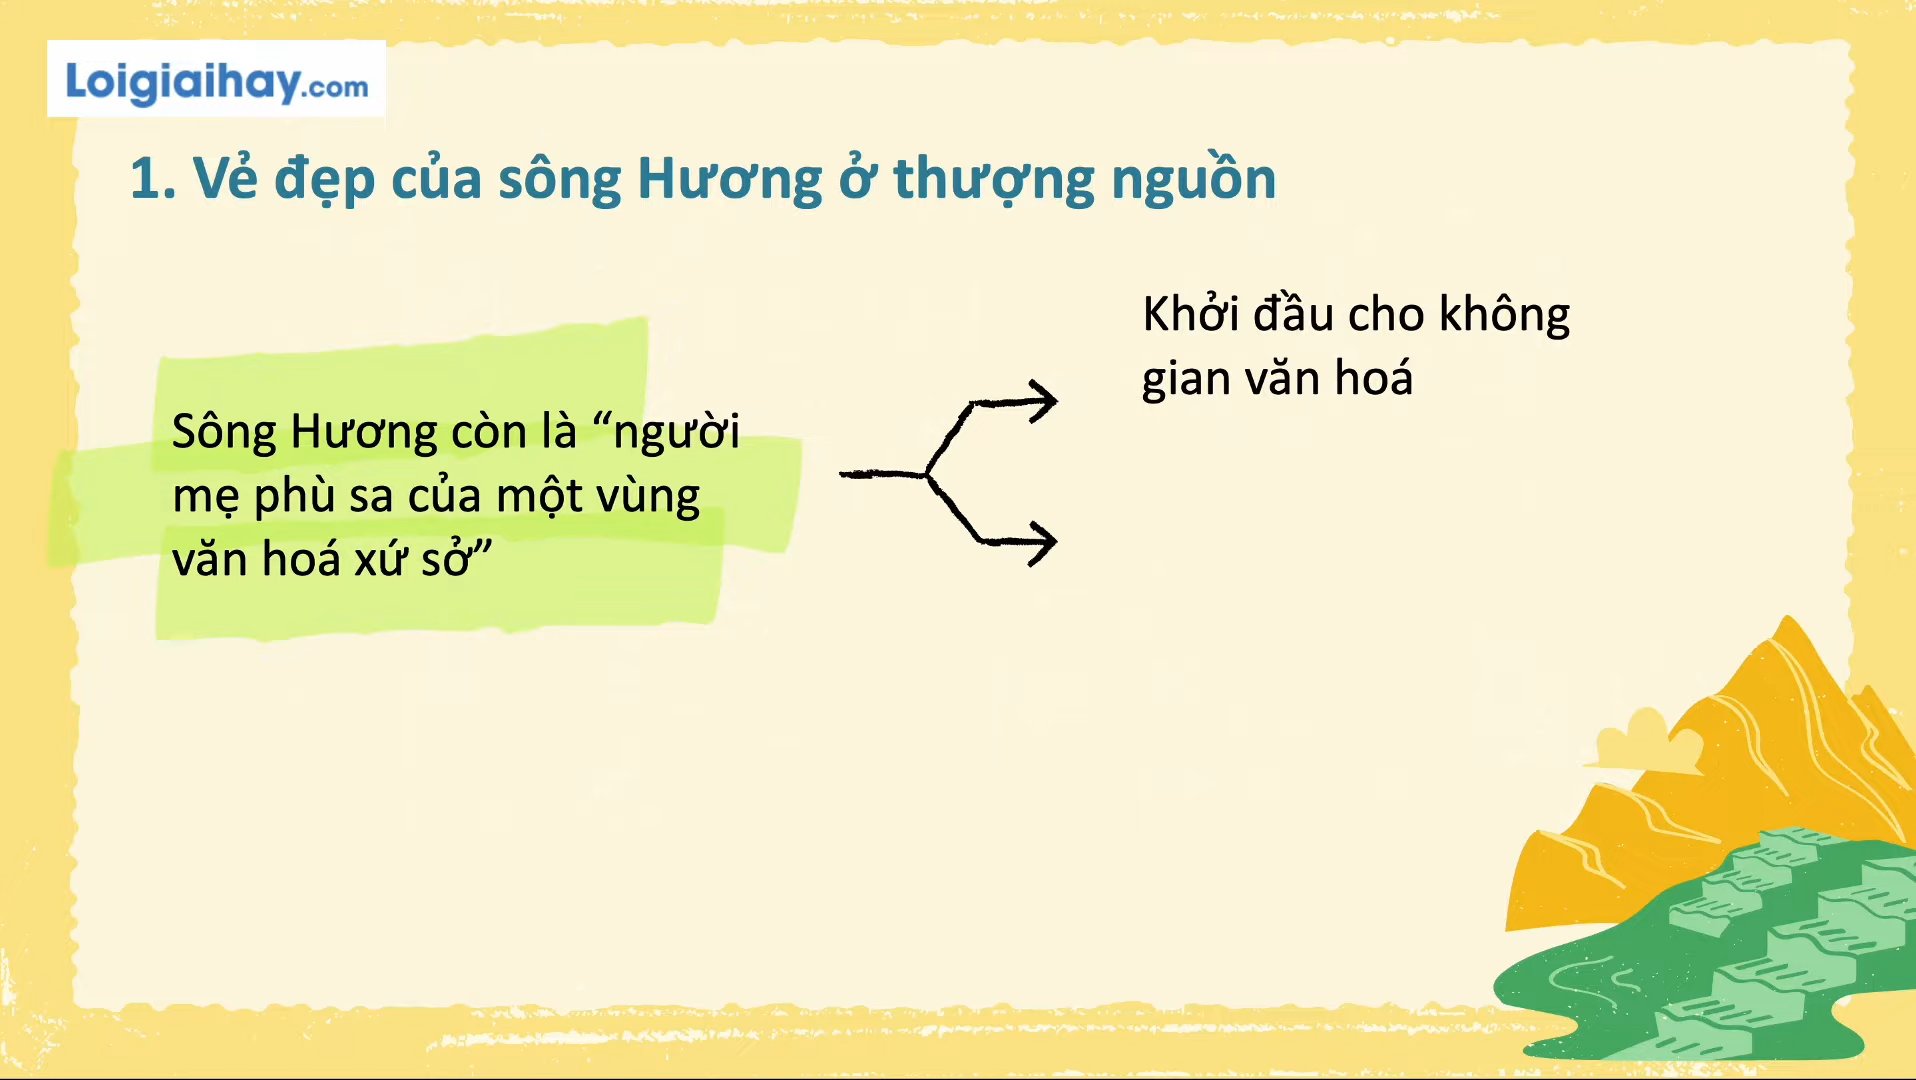 Loigiaihay.com
1. Vẻ đẹp của sông Hương ở thượng nguồn
Sông Hương còn là “người
mẹ phù sa của một vùng
văn hoá xứ sở”
Khởi đầu cho không
gian văn hoá